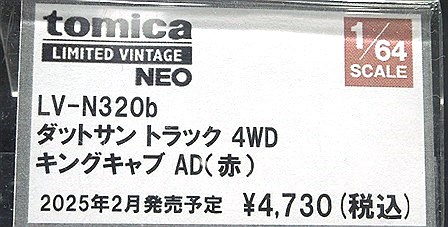 tomica
LIMITED VINTAGE
NEO
1/64
SCALE
LV-N320b
ダットサン トラック 4WD
キングキャブ AD(赤)
2025年2月発売予定 ¥4,730(税込)